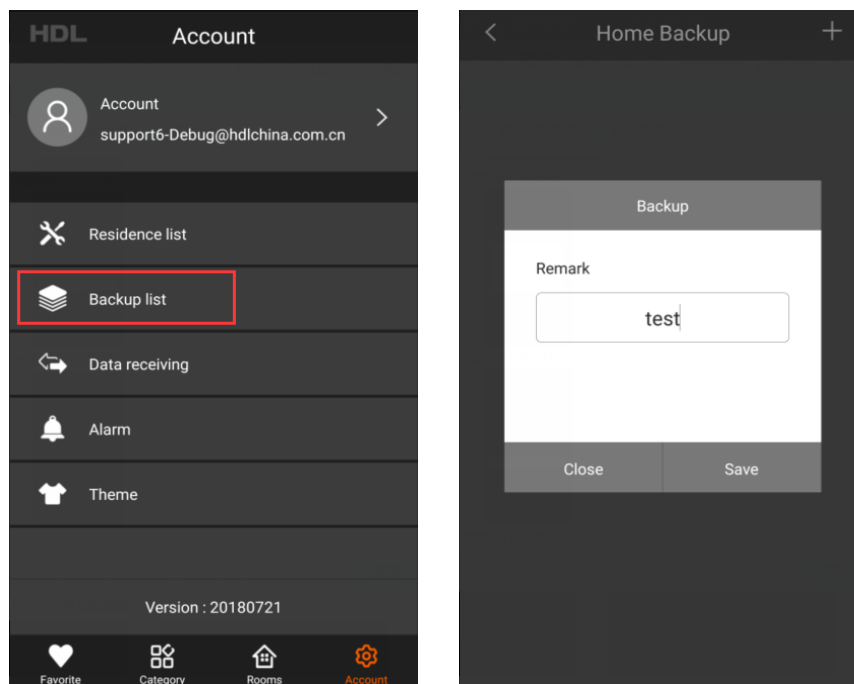 HDL
Account
Account
support6-Debug@hdlchina.com.cn
Residence list
Backup list
Data receiving
Alarm
Theme
Version : 20180721
Favorite
Category
Rooms
Account
Home Backup
Backup
Remark
test
Close
Save